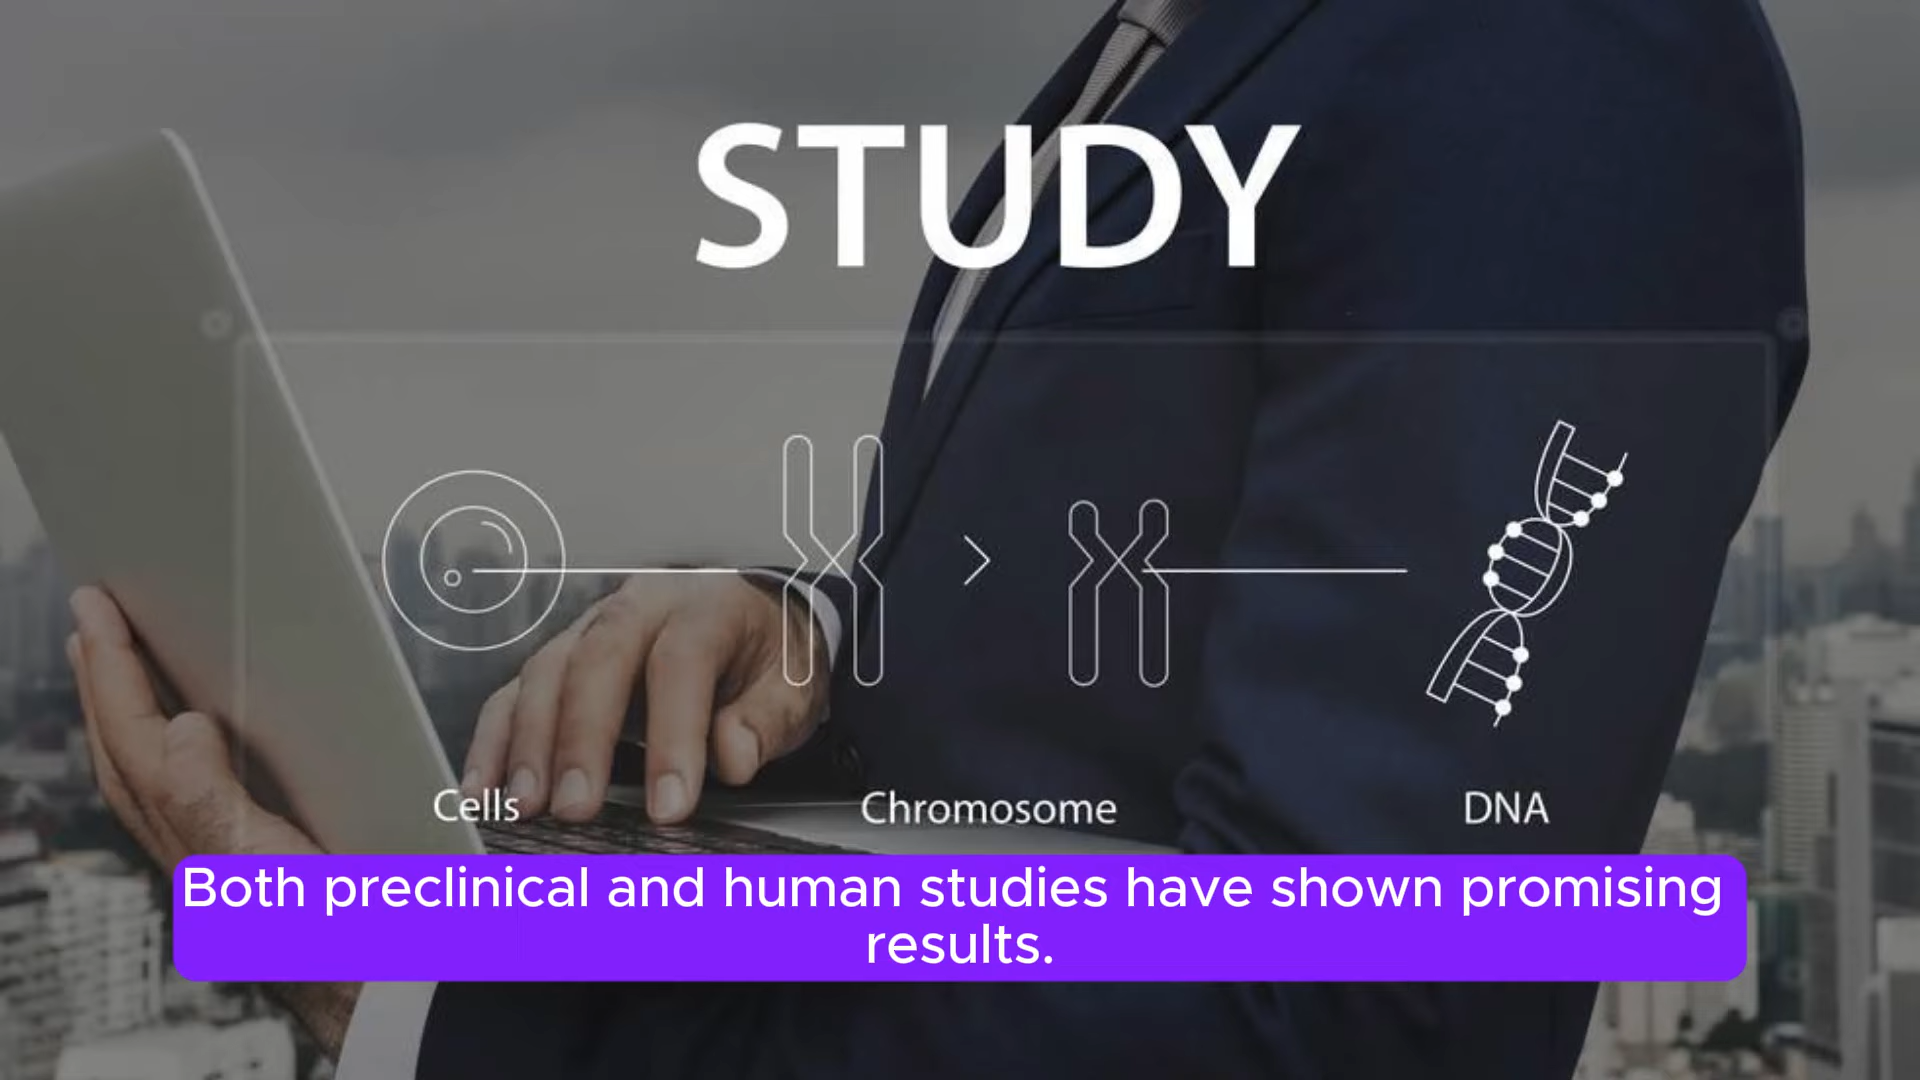 STUDY
Cells
Chromosome
DNA
Both preclinical and human studies have shown promising
results.